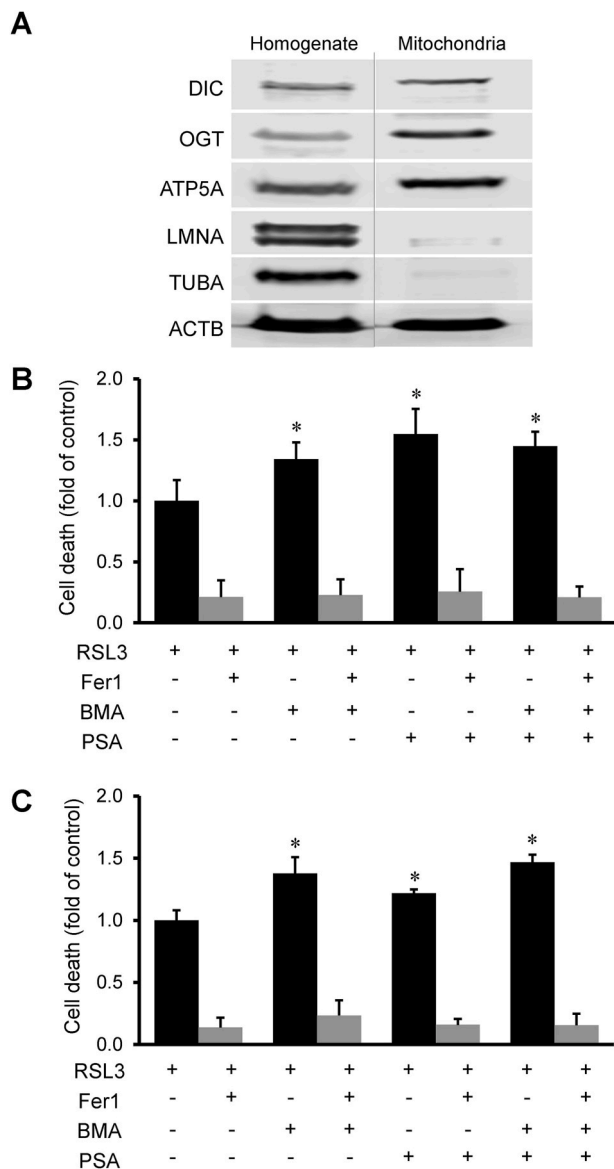 A
Homogenate Mitochondria
DIC
OGT
ATP5A
LMNA
TUBA
ACTB
B
Cell death (fold of control)
2.0
1.5
1.0
0.5
0.0
* * *
RSL3 + + + + + + + +
Fer1 - + - + - + - +
BMA - - + + - - + +
PSA - - - - + + + +
C
Cell death (fold of control)
2.0
1.5
1.0
0.5
0.0
* * *
RSL3 + + + + + + + +
Fer1 - + - + - + - +
BMA - - + + - - + +
PSA - - - - + + + +